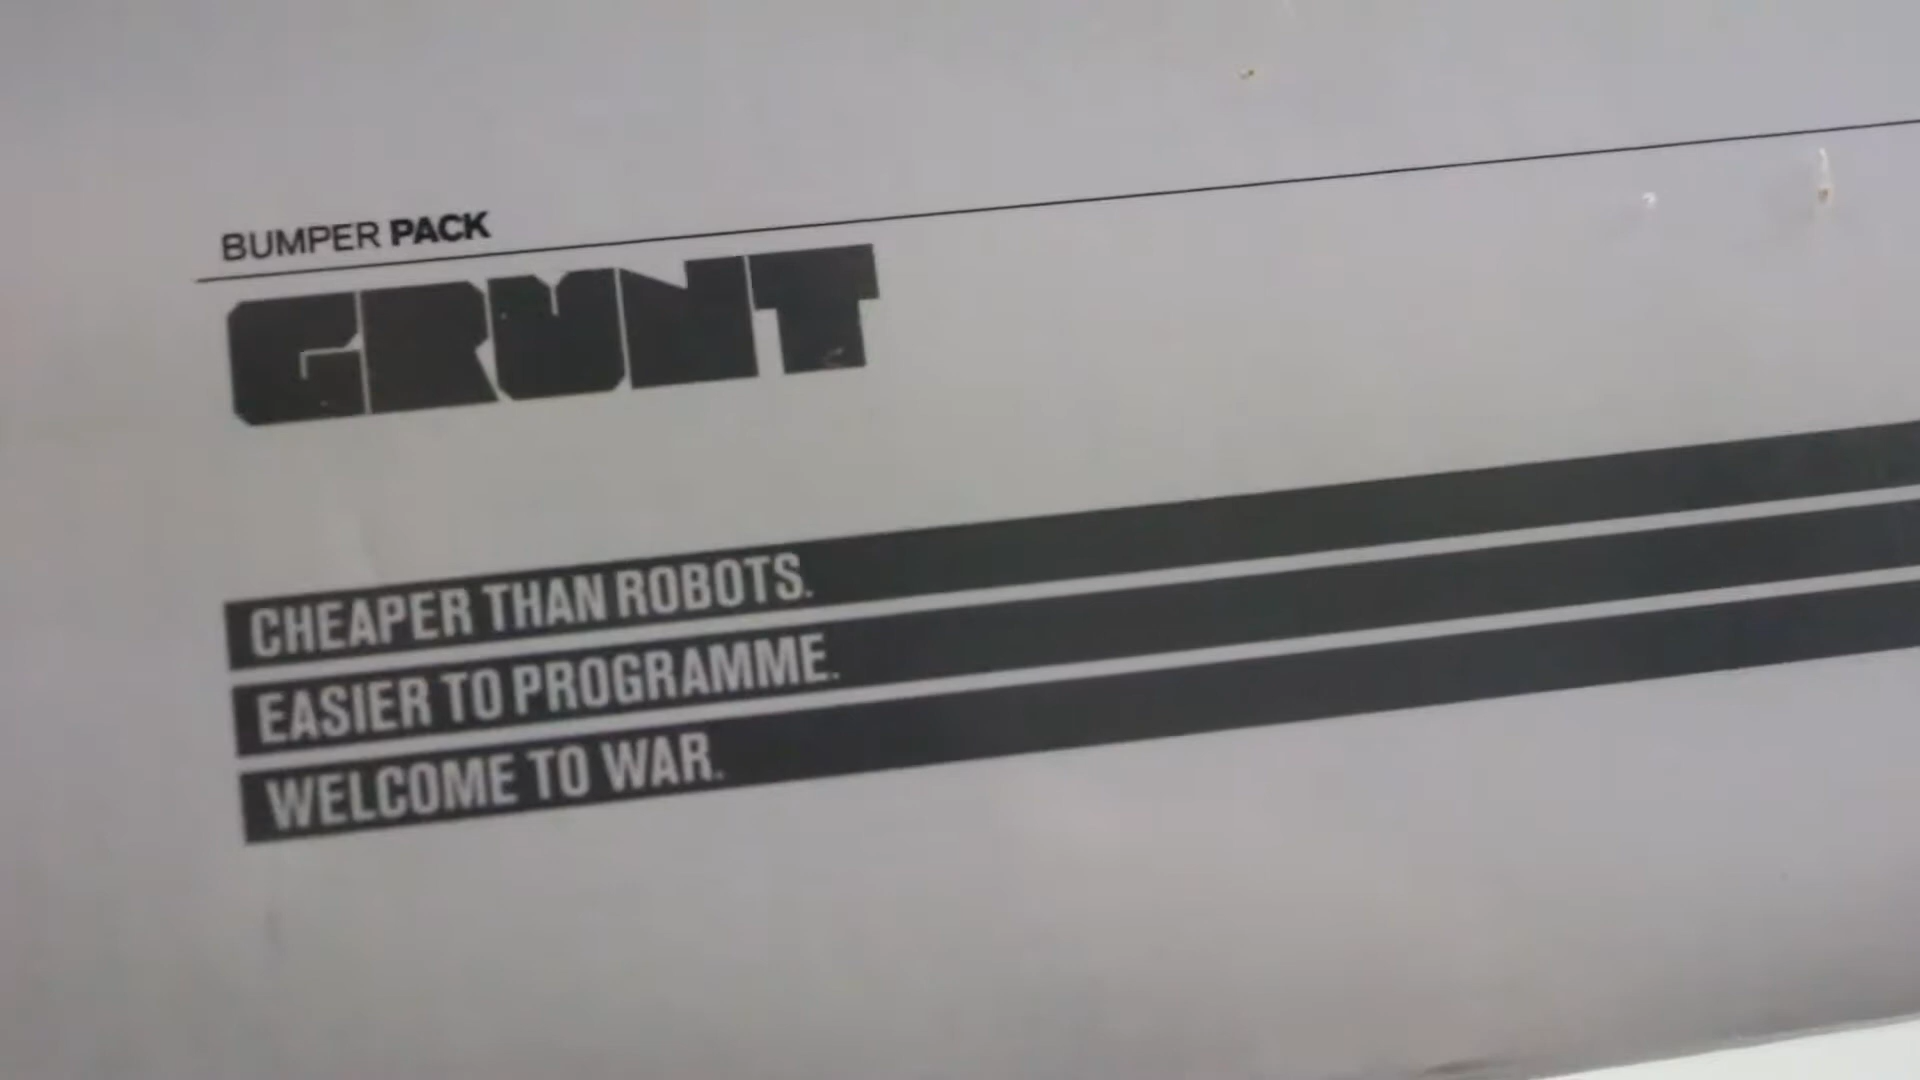 BUMPER PACK
GRUNT
CHEAPER THAN ROBOTS.
EASIER TO PROGRAMME.
WELCOME TO WAR.